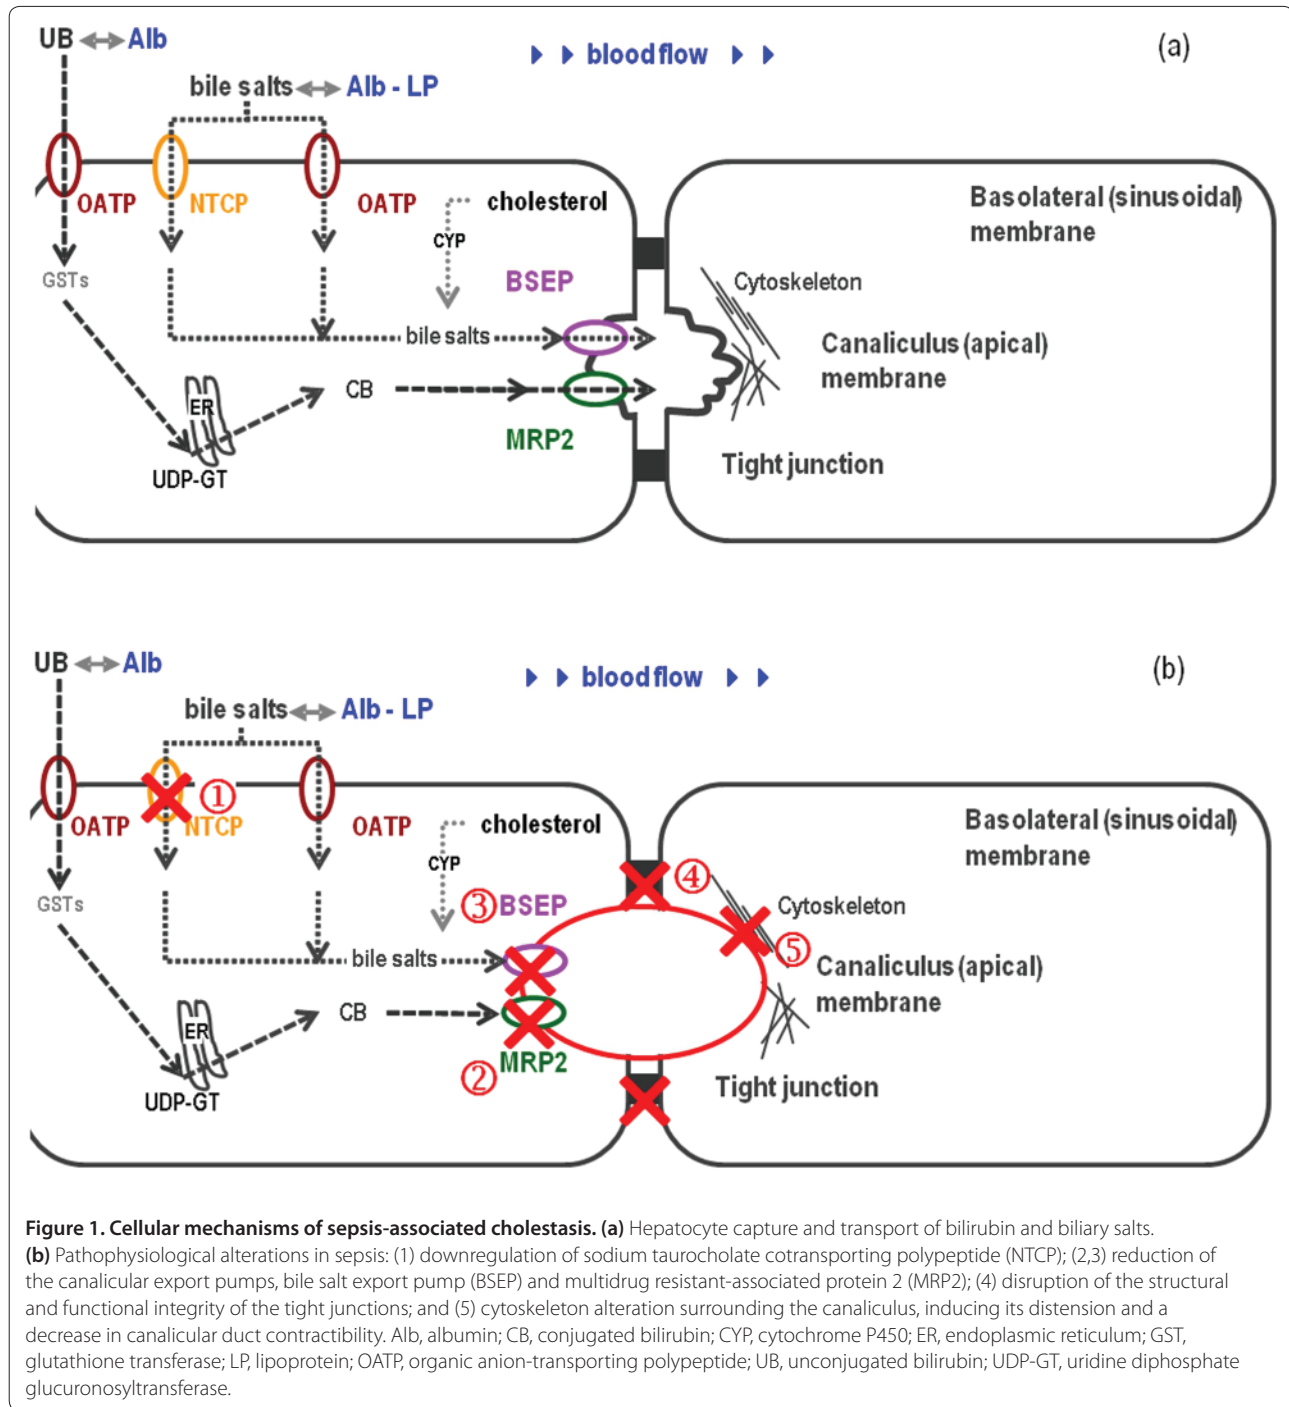 UB Alb
blood flow
(a)
bile salts Alb - LP
OATP NTCP OATP
cholesterol
CYP
GSTs
BSEP
bile salts
CB
MRP2
ER
UDP-GT
Basolateral (sinusoidal)
membrane
Cytoskeleton
Canaliculus (apical)
membrane
Tight junction
UB Alb
blood flow
(b)
bile salts Alb - LP
OATP ① NTCP OATP
cholesterol
CYP
GSTs
③ BSEP
bile salts
CB
② MRP2
ER
UDP-GT
Basolateral (sinusoidal)
membrane
④
Cytoskeleton
⑤
Canaliculus (apical)
membrane
Tight junction
Figure 1. Cellular mechanisms of sepsis-associated cholestasis. (a) Hepatocyte capture and transport of bilirubin and biliary salts.
(b) Pathophysiological alterations in sepsis: (1) downregulation of sodium taurocholate cotransporting polypeptide (NTCP); (2,3) reduction of
the canalicular export pumps, bile salt export pump (BSEP) and multidrug resistant-associated protein 2 (MRP2); (4) disruption of the structural
and functional integrity of the tight junctions; and (5) cytoskeleton alteration surrounding the canaliculus, inducing its distension and a
decrease in canalicular duct contractibility. Alb, albumin; CB, conjugated bilirubin; CYP, cytochrome P450; ER, endoplasmic reticulum; GST,
glutathione transferase; LP, lipoprotein; OATP, organic anion-transporting polypeptide; UB, unconjugated bilirubin; UDP-GT, uridine diphosphate
glucuronosyltransferase.